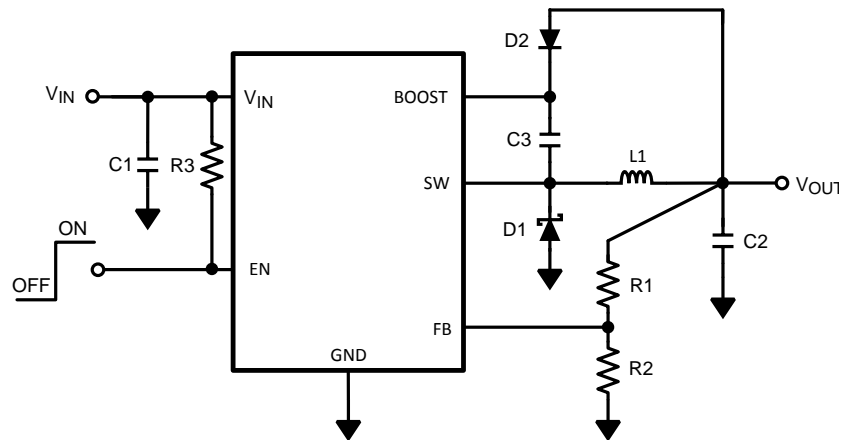 D2
VIN
VIN
BOOST
C1
R3
C3
L1
SW
VOUT
ON
D1
C2
OFF
EN
R1
FB
GND
R2